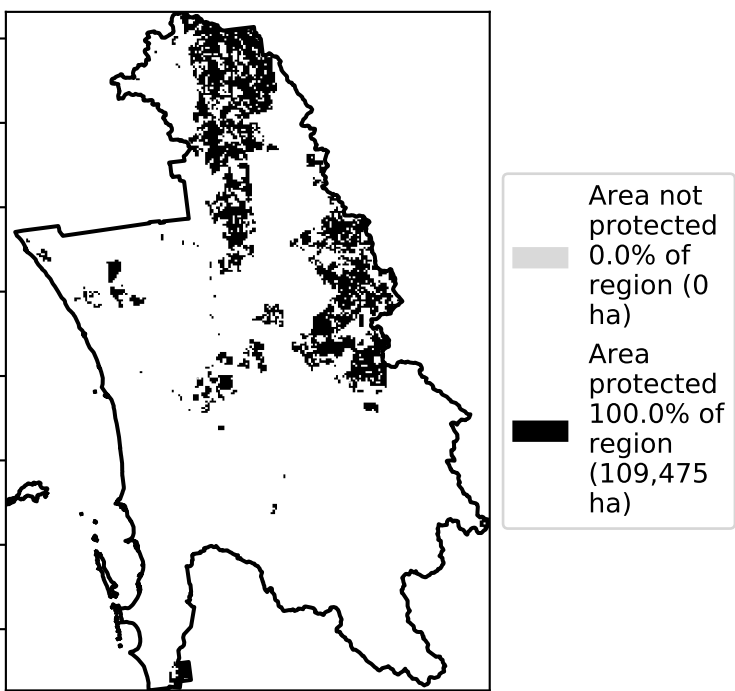 Area not
protected
0.0% of
region (0
ha)
Area
protected
100.0% of
region
(109,475
ha)